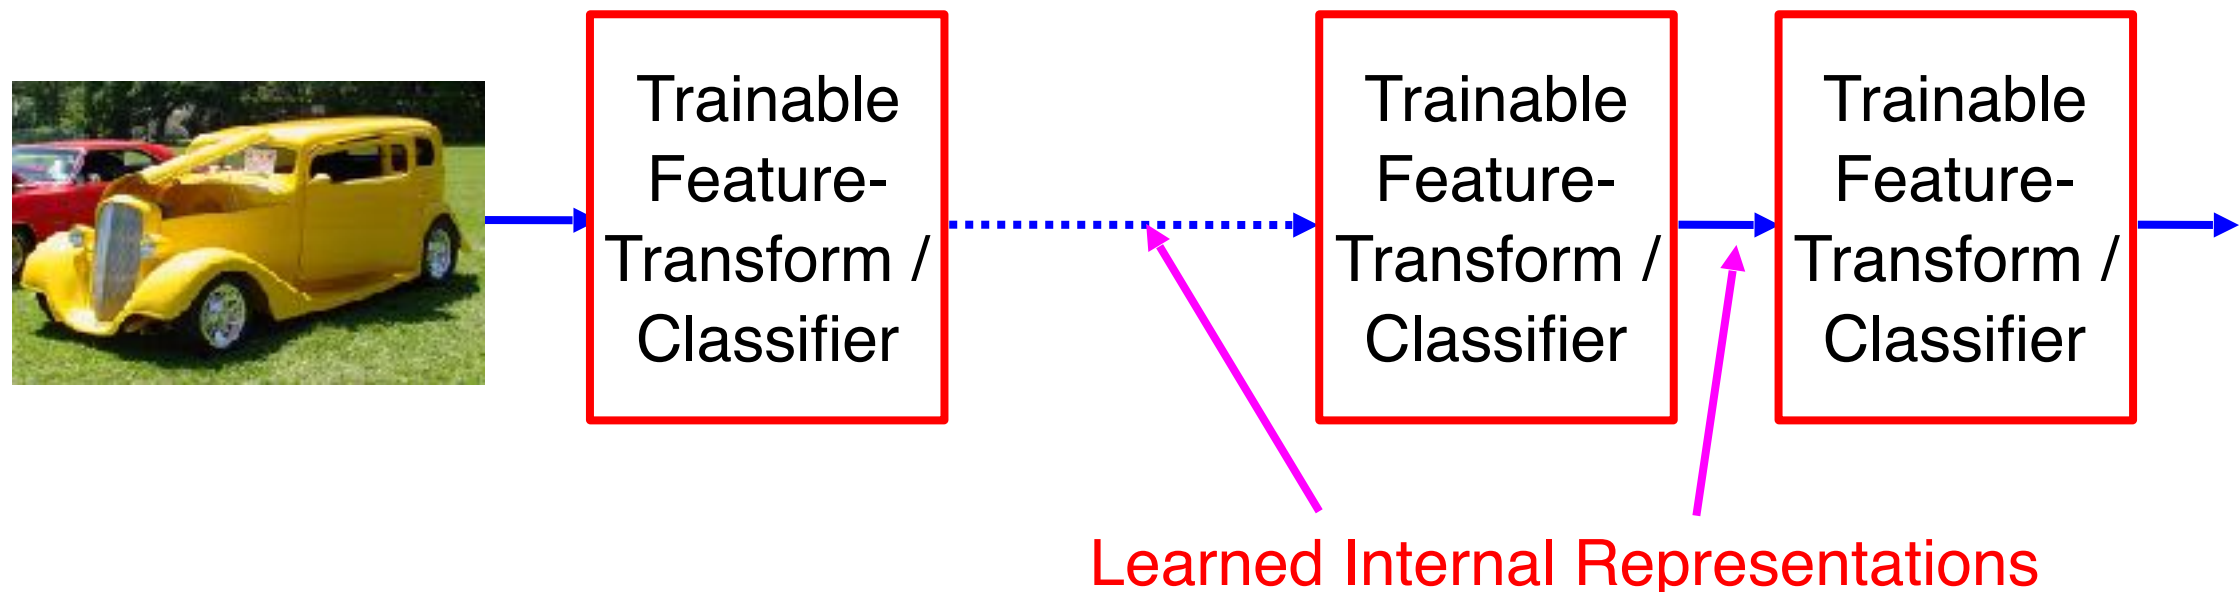 Trainable
Feature-
Transform /
Classifier
Trainable
Feature-
Transform /
Classifier
Trainable
Feature-
Transform /
Classifier
Learned Internal Representations